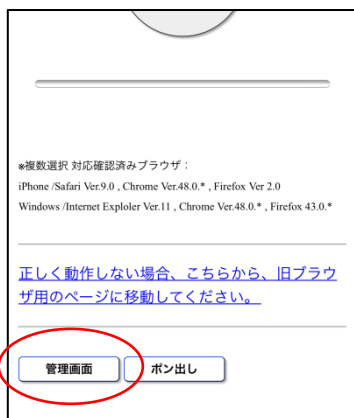 *複数選択 対応確認済みブラウザ：
iPhone /Safari Ver.9.0 , Chrome Ver.48.0.* , Firefox Ver 2.0
Windows /Internet Exploler Ver.11 , Chrome Ver.48.0.* , Firefox 43.0.*
正しく動作しない場合、こちらから、旧ブラウ
ザ用のページに移動してください。
管理画面 ポン出し